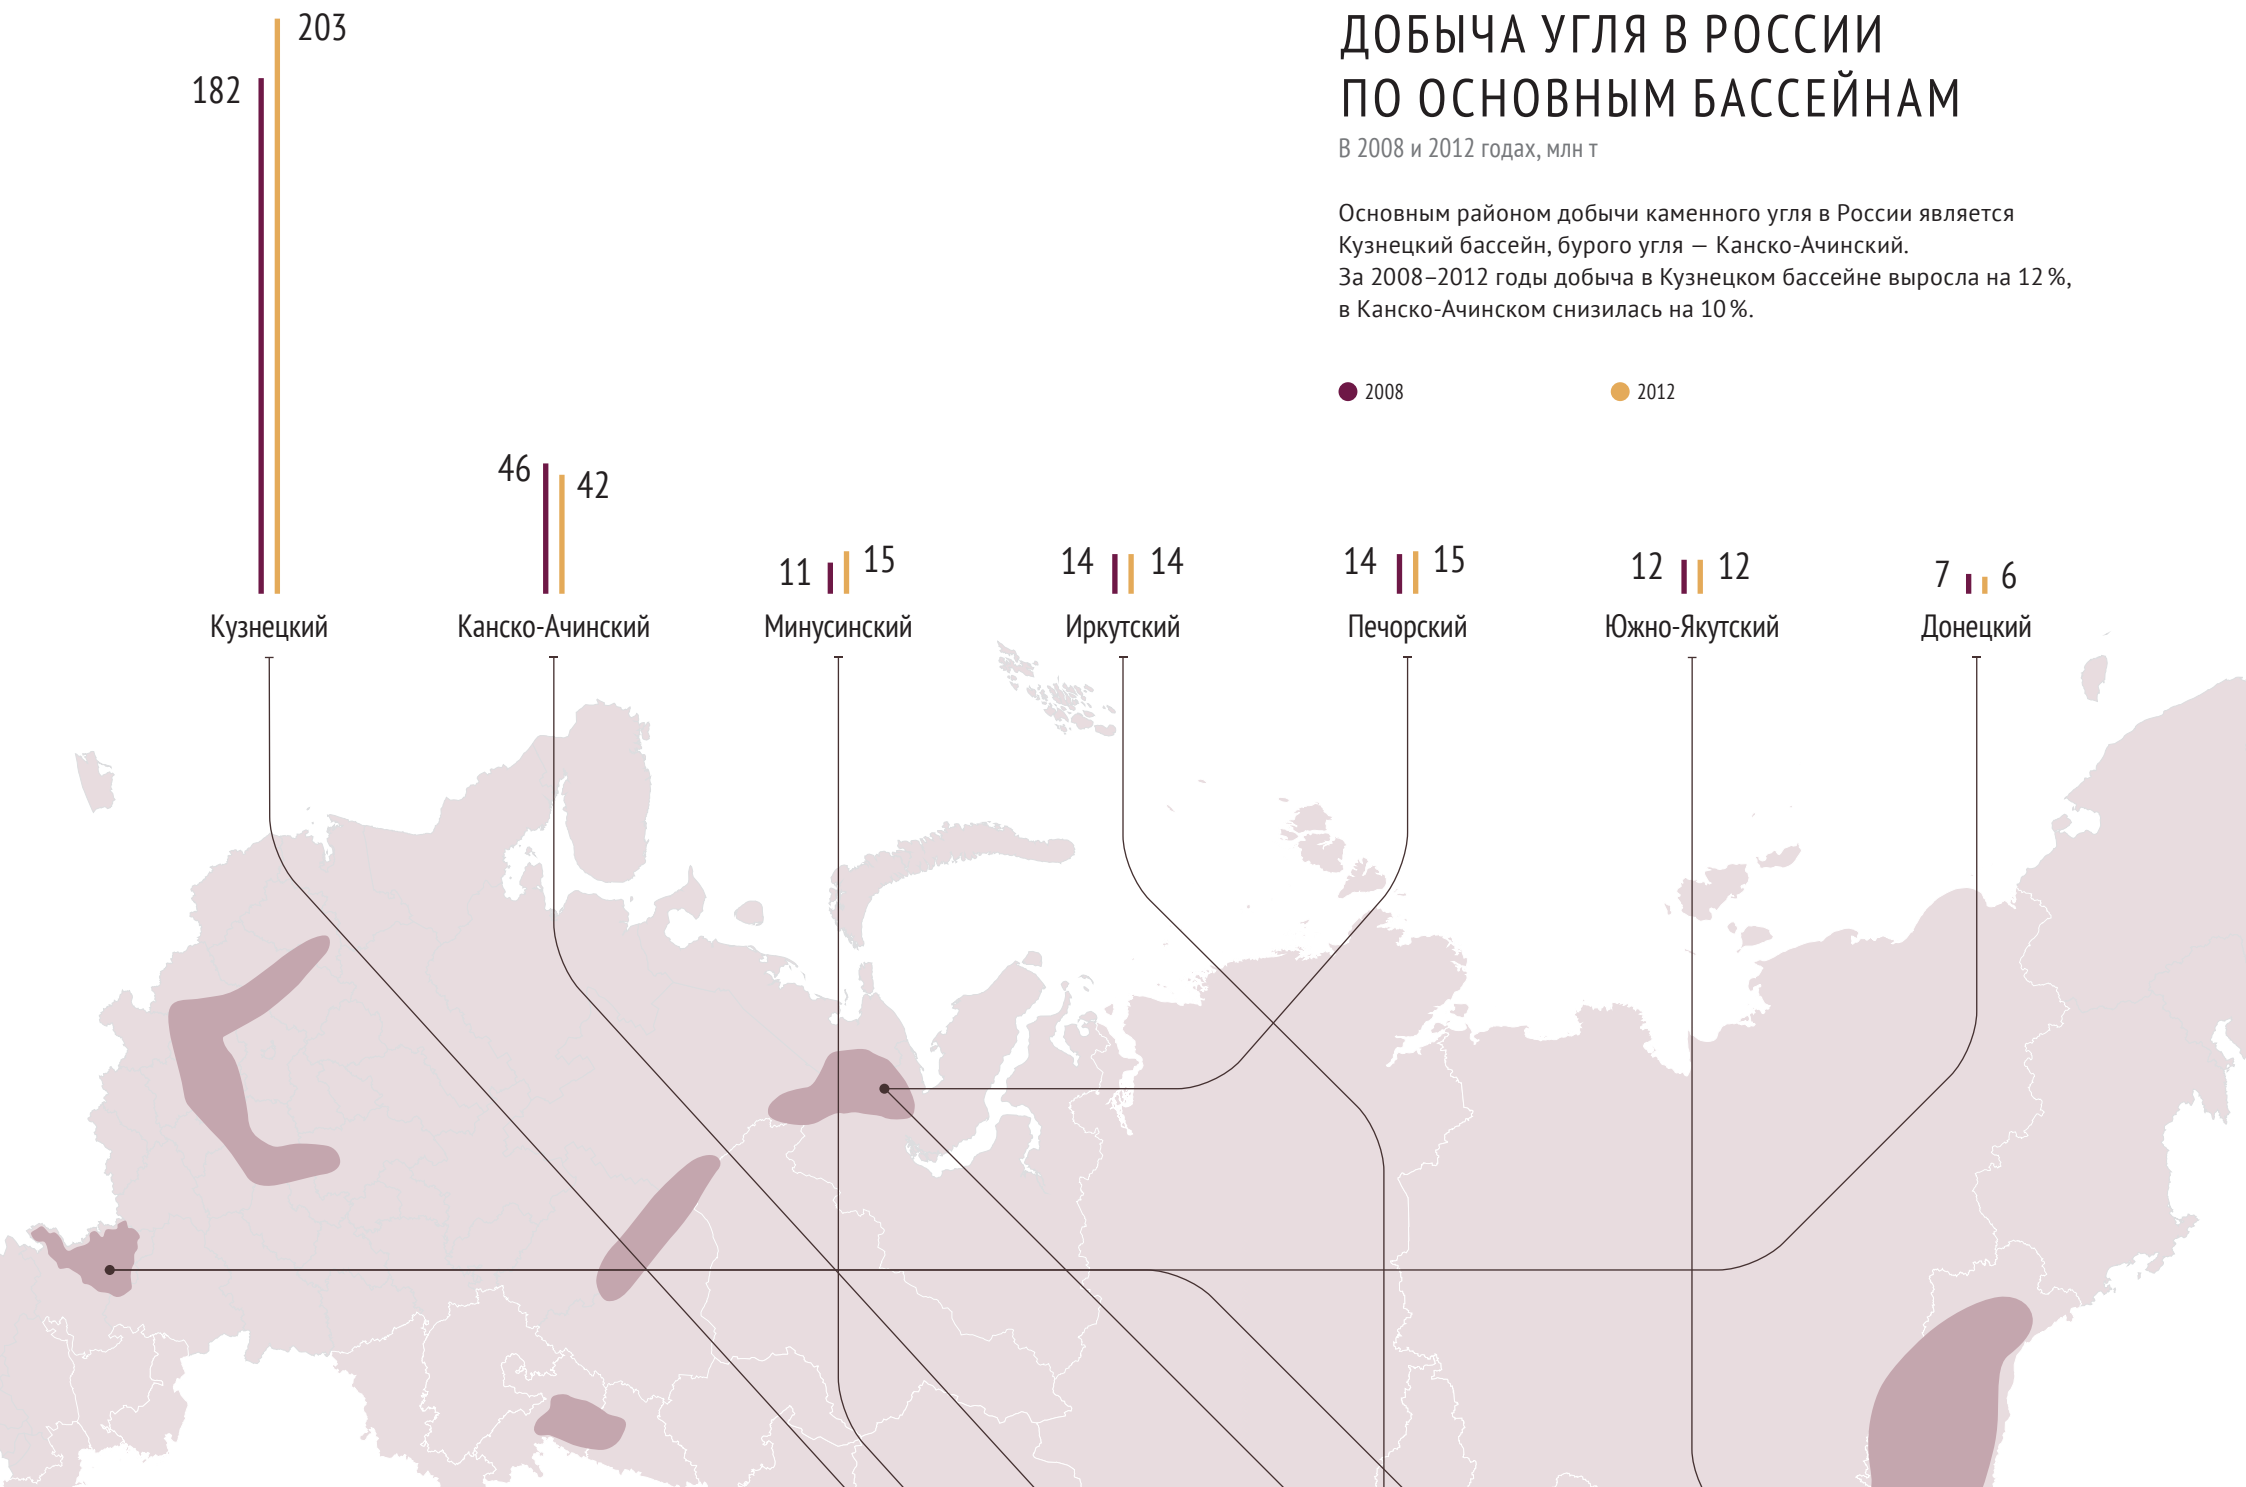 ДОБЫЧА УГЛЯ В РОССИИ
ПО ОСНОВНЫМ БАССЕЙНАМ
В 2008 и 2012 годах, млн т
Основным районом добычи каменного угля в России является
Кузнецкий бассейн, бурого угля — Канско-Ачинский.
За 2008–2012 годы добыча в Кузнецком бассейне выросла на 12 %,
в Канско-Ачинском снизилась на 10 %.
2008
2012
182
203
Кузнецкий
46
42
Канско-Ачинский
11
15
Минусинский
14
14
Иркутский
14
15
Печорский
12
12
Южно-Якутский
7
6
Донецкий